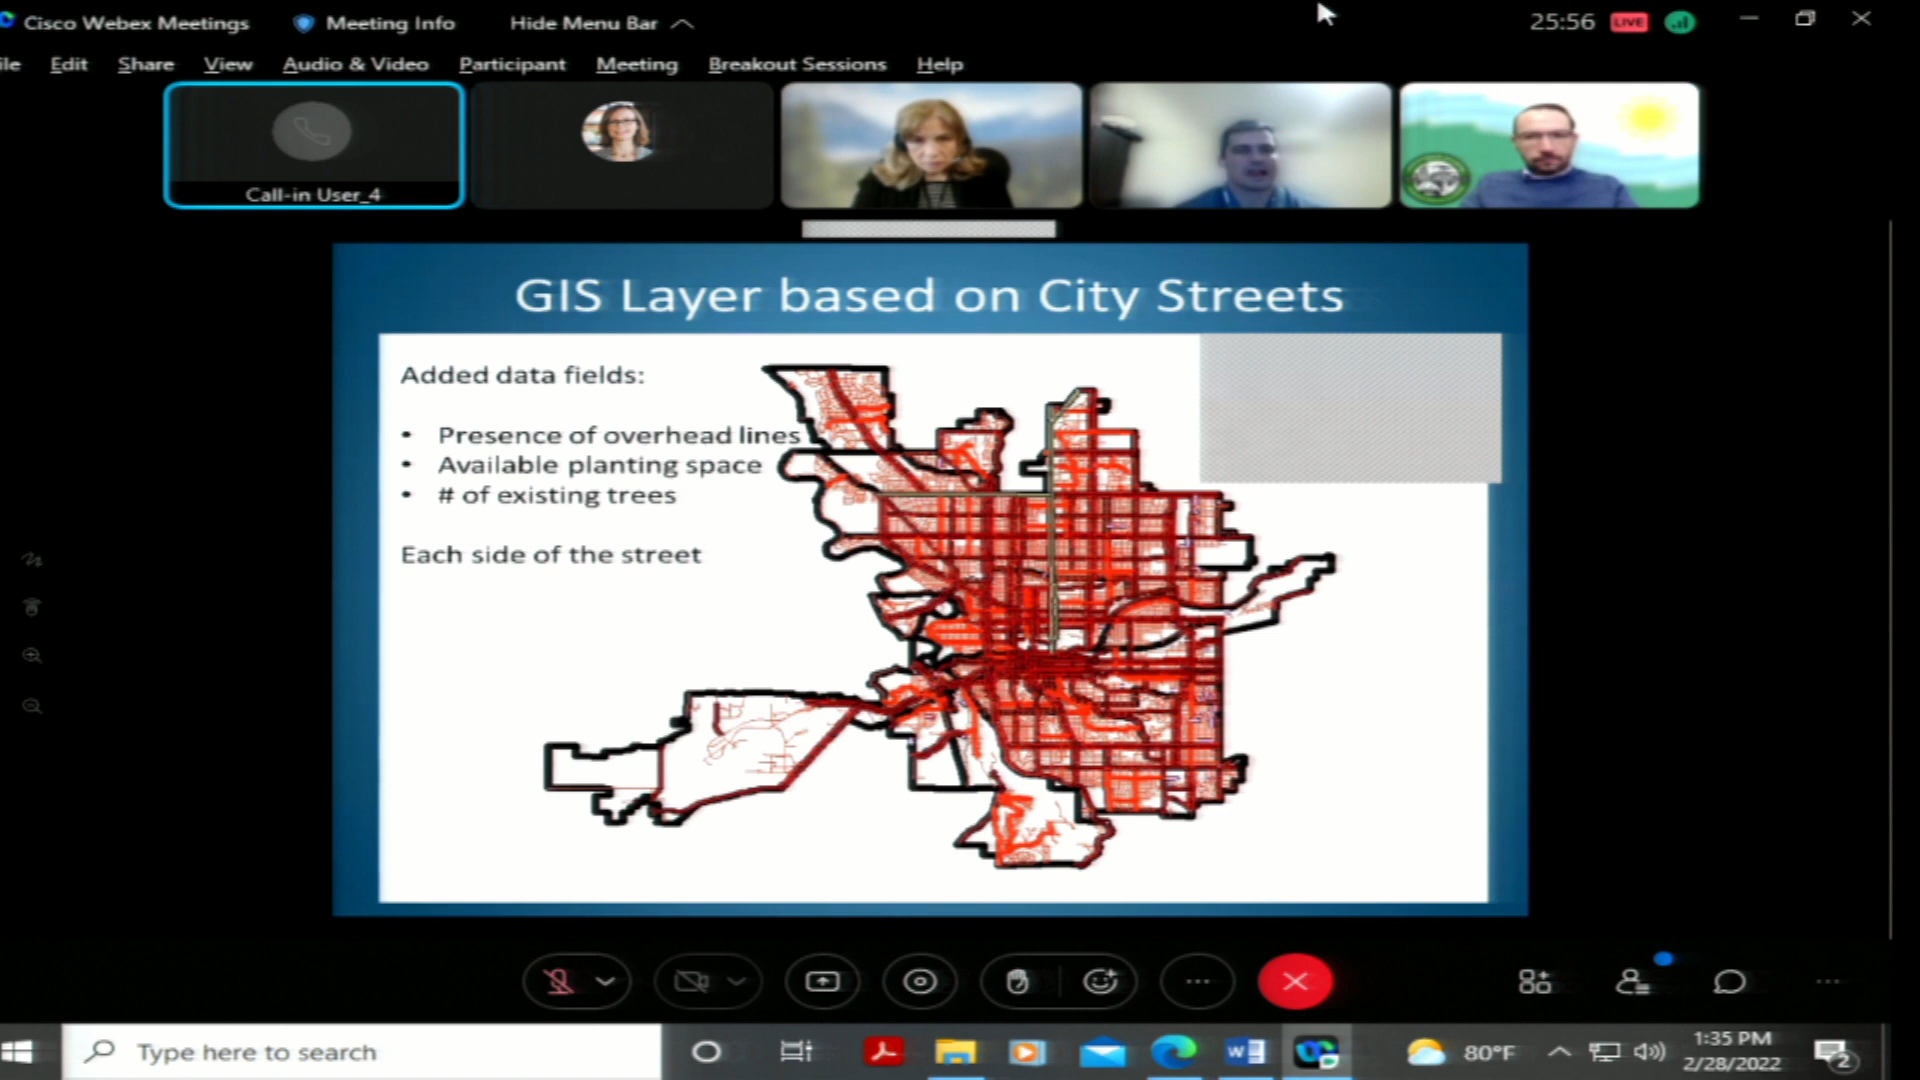 Cisco Webex Meetings
Meeting Info
Hide Menu Bar
25:56
LIVE
ile
Edit
Share
View
Audio & Video
Participant
Meeting
Breakout Sessions
Help
Call-in User_4
GIS Layer based on City Streets
Added data fields:
• Presence of overhead lines
• Available planting space
• # of existing trees
Each side of the street
Type here to search
80°F
1:35 PM
2/28/2022
2